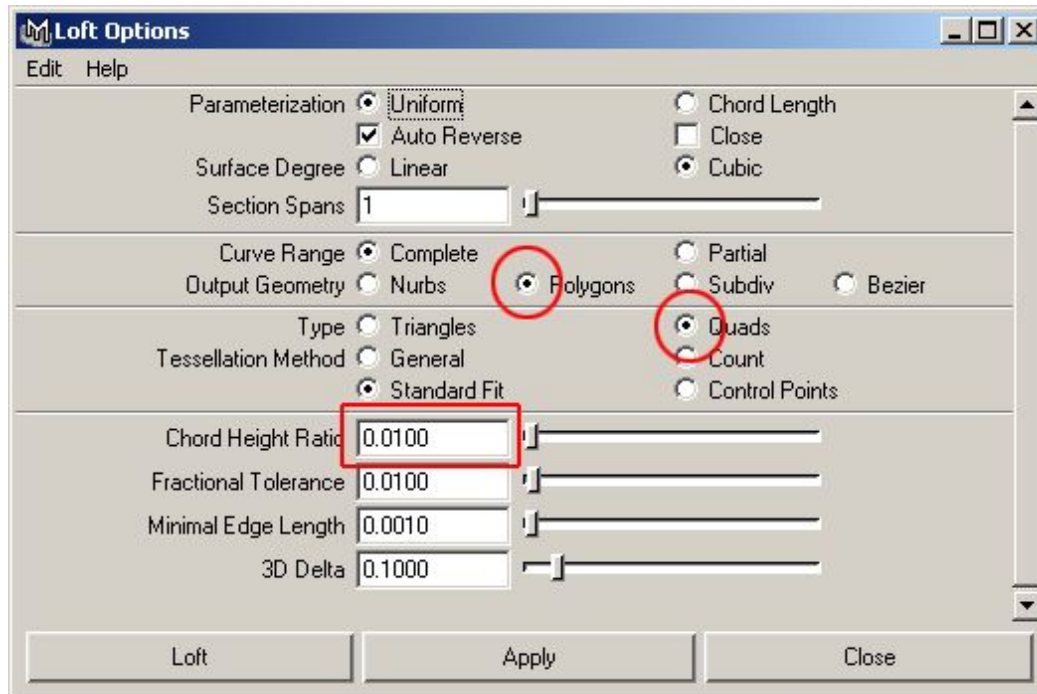 Loft Options
Edit Help
Parameterization Uniform Chord Length
Auto Reverse Close
Surface Degree Linear Cubic
Section Spans 1
Curve Range Complete Partial
Output Geometry Nurbs Polygons Subdiv Bezier
Type Triangles Quads
Tessellation Method General Count
Standard Fit Control Points
Chord Height Ratio 0.0100
Fractional Tolerance 0.0100
Minimal Edge Length 0.0010
3D Delta 0.1000
Loft Apply Close